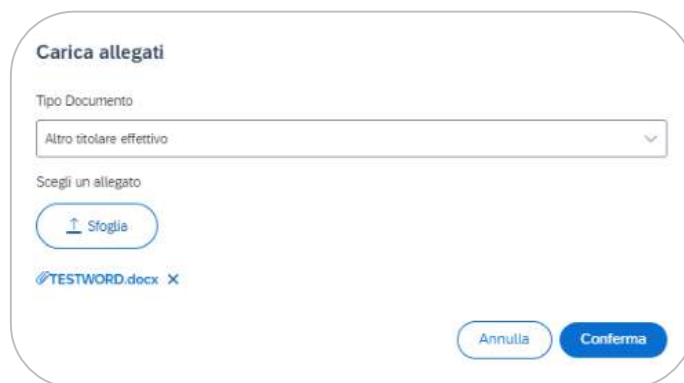 Carica allegati
Tipo Documento
Altro titolare effettivo
Scegli un allegato
Sfoglia
TESTWORD.docx
Annulla Conferma